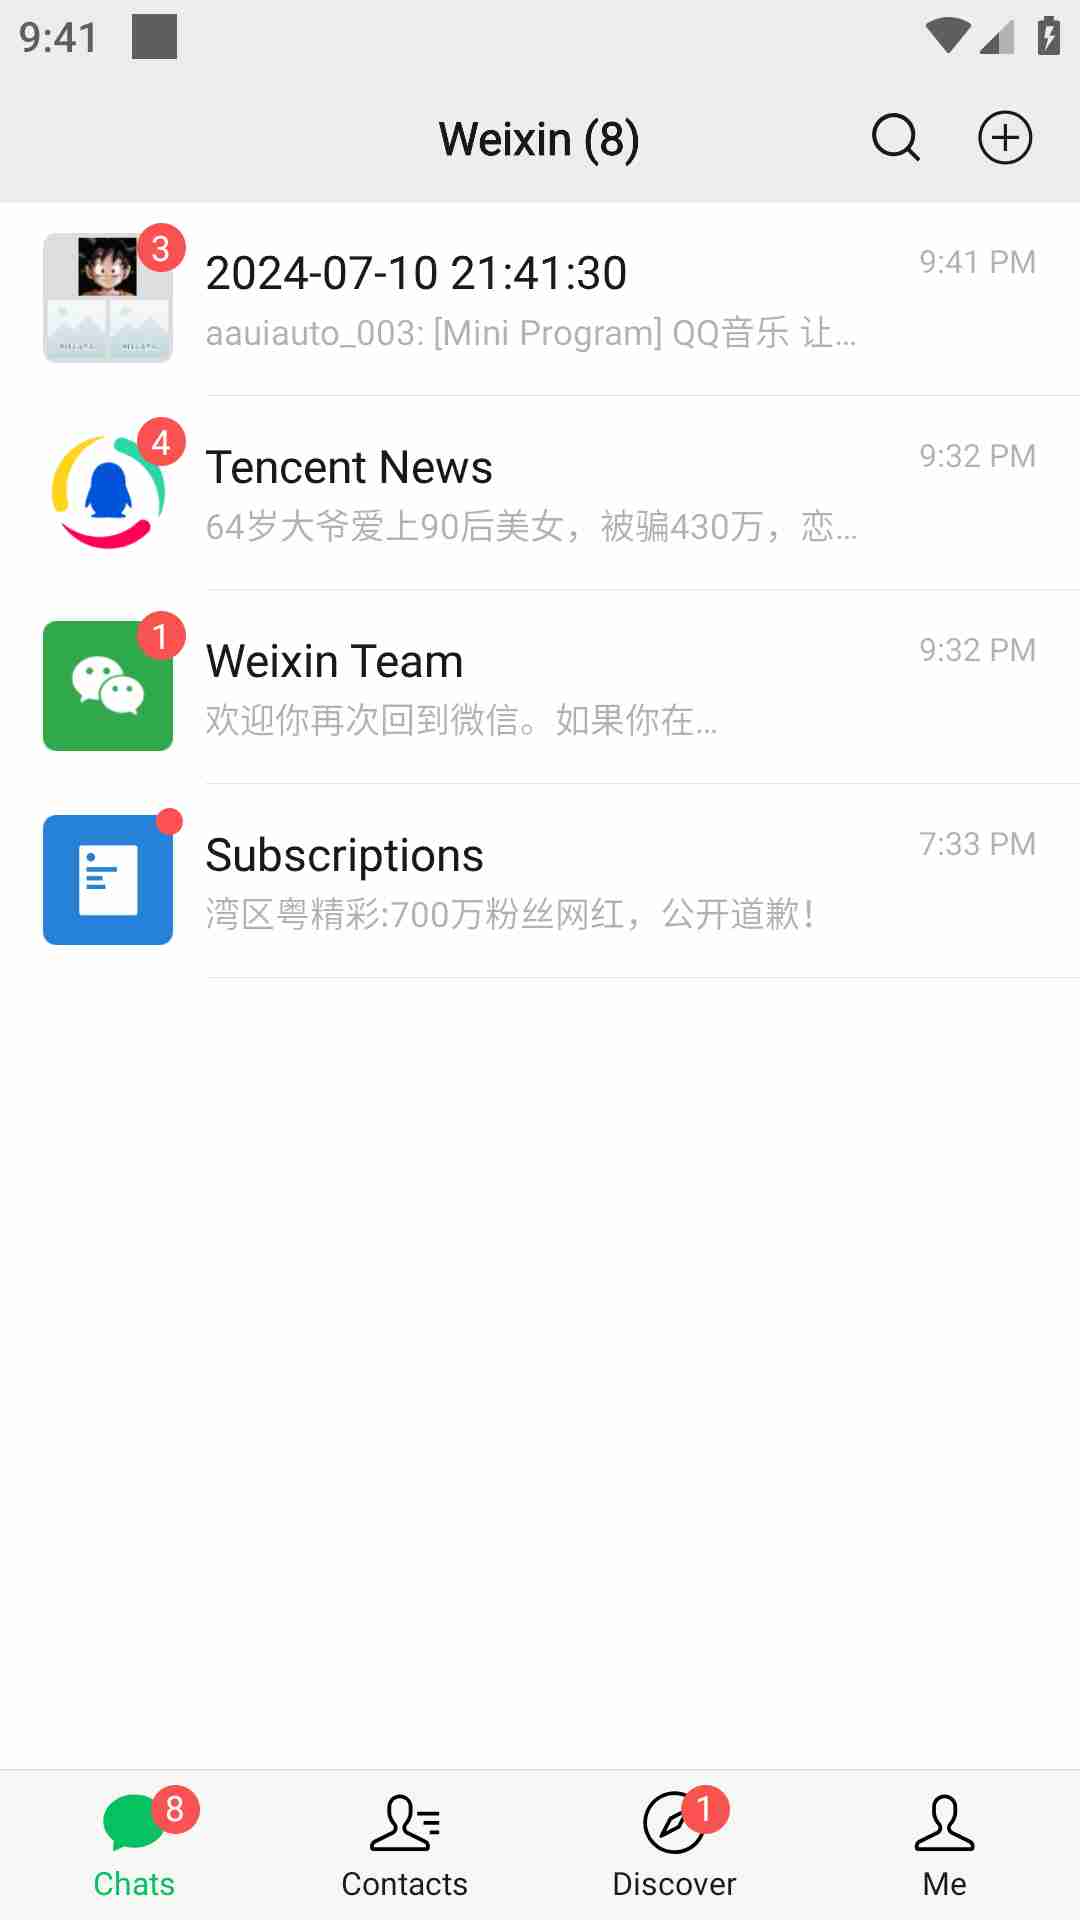 9:41
Weixin (8)
3
2024-07-10 21:41:30
9:41 PM
aauiauto_003: [Mini Program] QQ音乐 让...
4
Tencent News
9:32 PM
64岁大爷爱上90后美女，被骗430万，恋...
1
Weixin Team
9:32 PM
欢迎你再次回到微信。如果你在...
Subscriptions
7:33 PM
湾区粤精彩:700万粉丝网红，公开道歉！
8
1
Chats
Contacts
Discover
Me